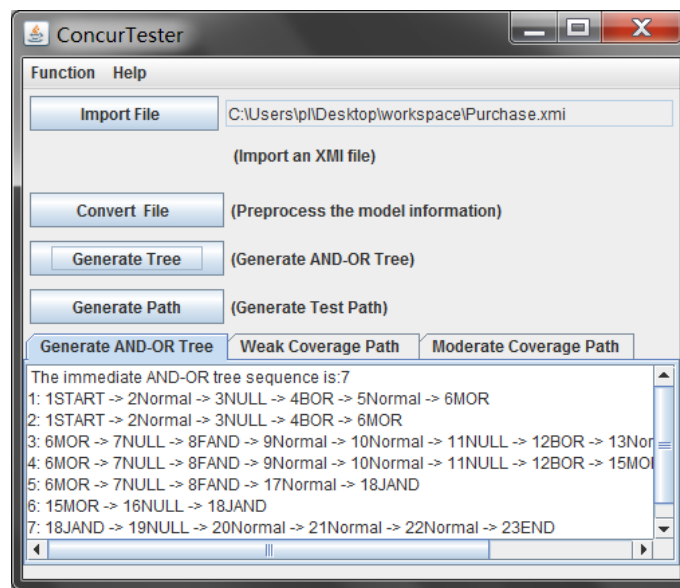 ConcurTester
Function Help
Import File C:\Users\pl\Desktop\workspace\Purchase.xmi
(Import an XMI file)
Convert File (Preprocess the model information)
Generate Tree (Generate AND-OR Tree)
Generate Path (Generate Test Path)
Generate AND-OR Tree Weak Coverage Path Moderate Coverage Path
The immediate AND-OR tree sequence is:7
1: 1START -> 2Normal -> 3NULL -> 4BOR -> 5Normal -> 6MOR
2: 1START -> 2Normal -> 3NULL -> 4BOR -> 6MOR
3: 6MOR -> 7NULL -> 8FAND -> 9Normal -> 10Normal -> 11NULL -> 12BOR -> 13Nor
4: 6MOR -> 7NULL -> 8FAND -> 9Normal -> 10Normal -> 11NULL -> 12BOR -> 15MO
5: 6MOR -> 7NULL -> 8FAND -> 17Normal -> 18JAND
6: 15MOR -> 16NULL -> 18JAND
7: 18JAND -> 19NULL -> 20Normal -> 21Normal -> 22Normal -> 23END